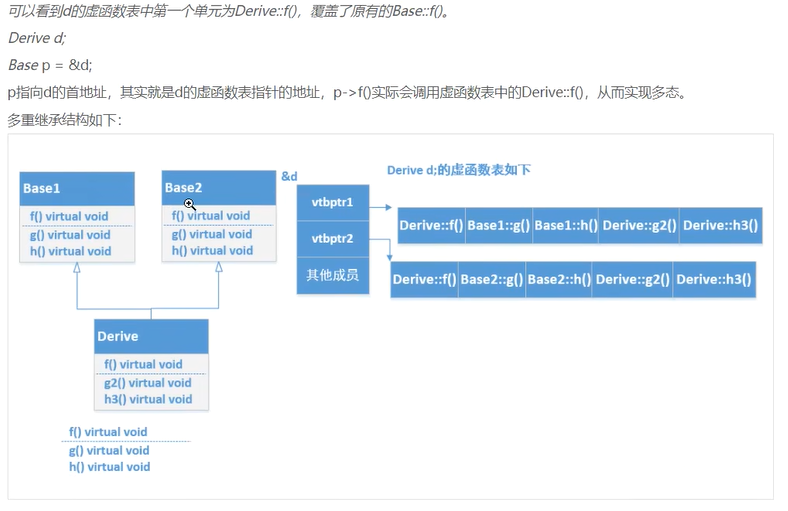 可以看到d的虚函数表中第一个单元为Derive::f()，覆盖了原有的Base::f()。
Derive d;
Base p = &d;
p指向d的首地址，其实就是d的虚函数表指针的地址，p->f()实际会调用虚函数表中的Derive::f()，从而实现多态。
多重继承结构如下：
Base1
f() virtual void
g() virtual void
h() virtual void
Base2
f() virtual void
g() virtual void
h() virtual void
&d
Derive d;的虚函数表如下
vtbptr1
vtbptr2
其他成员
Derive::f() Base1::g() Base1::h() Derive::g2() Derive::h3()
Derive::f() Base2::g() Base2::h() Derive::g2() Derive::h3()
Derive
f() virtual void
g2() virtual void
h3() virtual void
f() virtual void
g() virtual void
h() virtual void